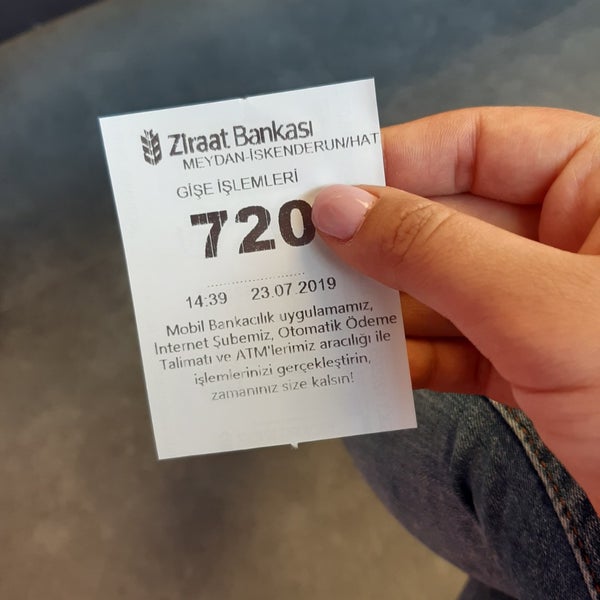 Ziraat Bankası
MEYDAN-İSKENDERUN/HAT
GİŞE İŞLEMLERİ
720
14:39 23.07.2019
Mobil Bankacılık uygulamamız,
İnternet Şubemiz, Otomatik Ödeme
Talimatı ve ATM'lerimiz aracılığı ile
işlemlerinizi gerçekleştirin,
zamanınız size kalsın!